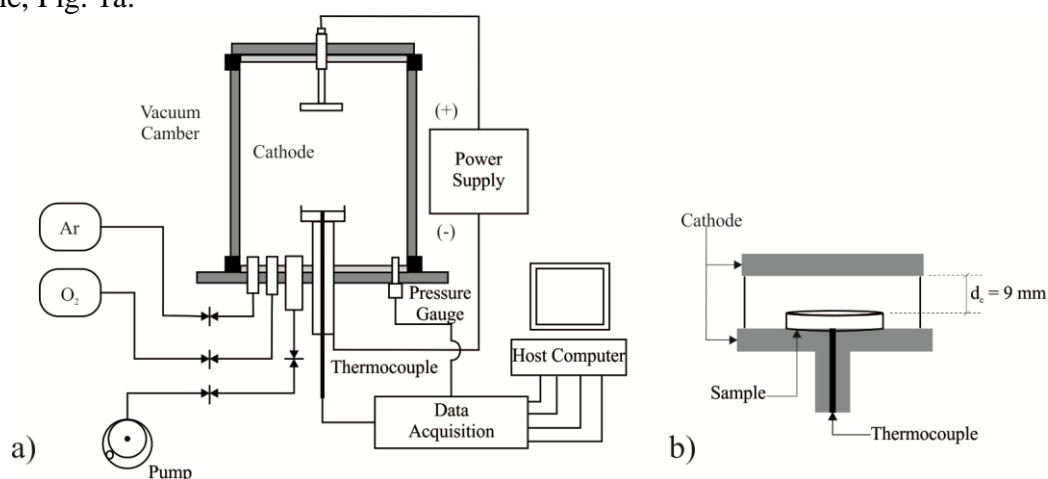 ne, Fig. 1a.
(+)
Vacuum
Camber
Cathode
Power
Supply
(-)
Ar
O2
Pressure
Gauge
Host Computer
Thermocouple
Data
Acquisition
Pump
a)
Cathode
dc = 9 mm
Sample
Thermocouple
b)